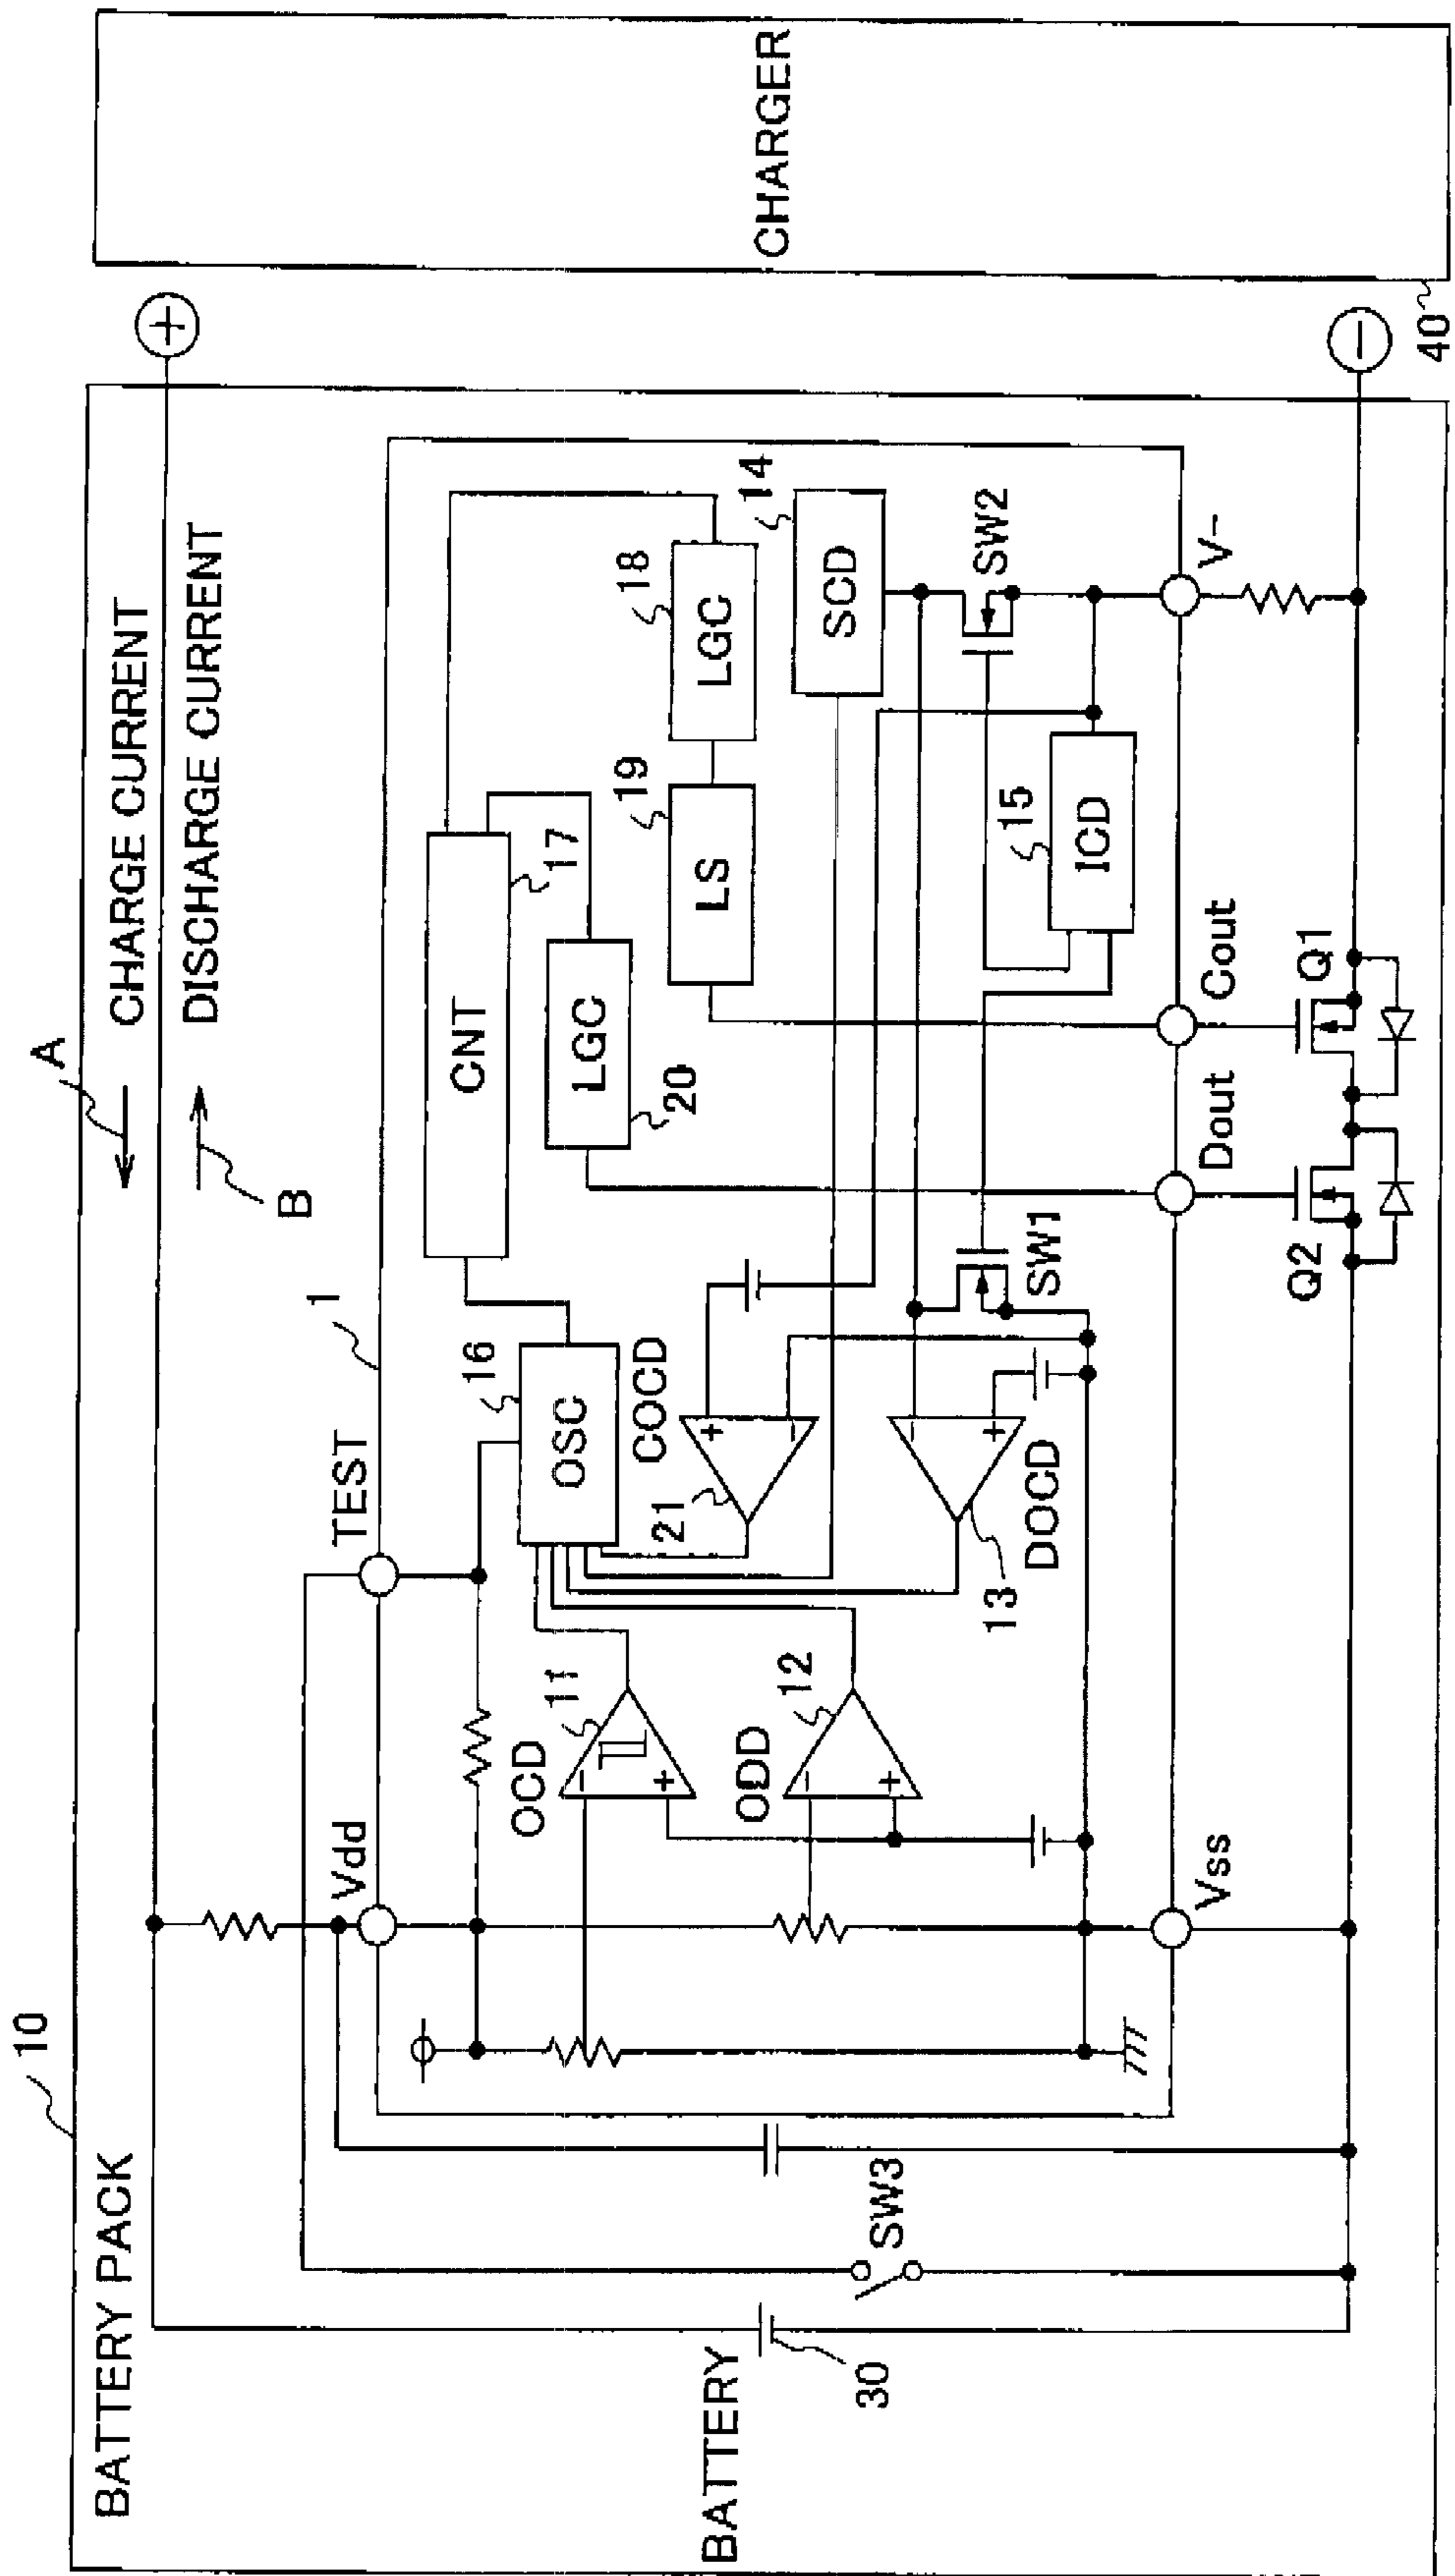 10
BATTERY PACK
A
CHARGE CURRENT
B
DISCHARGE CURRENT
+
CHARGER
40
−
1
TEST
Vdd
OCD
11
−
+
ODD
12
−
+
16
OSC
COCD
21
+
−
DOCD
13
−
+
CNT
17
LGC
20
LS
19
LGC
18
SCD
14
SW2
ICD
15
SW1
V-
Cout
Dout
Vss
Q1
Q2
SW3
BATTERY
30